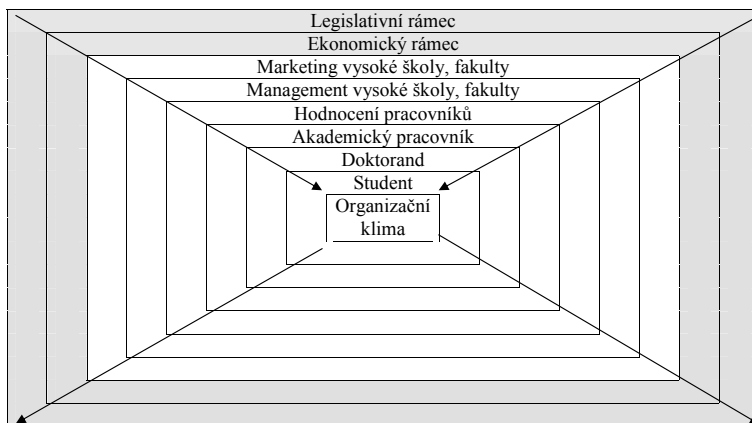 Legislativní rámec
Ekonomický rámec
Marketing vysoké školy, fakulty
Management vysoké školy, fakulty
Hodnocení pracovníků
Akademický pracovník
Doktorand
Student
Organizační
klima